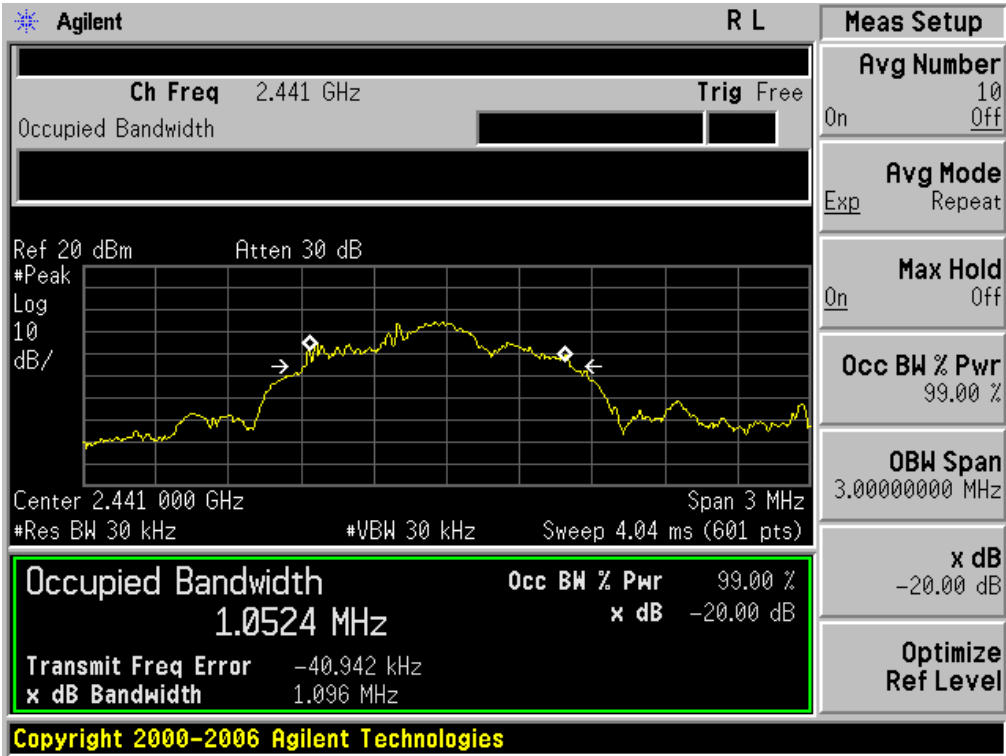 Agilent R L
Ch Freq 2.441 GHz Trig Free
Occupied Bandwidth
Ref 20 dBm Atten 30 dB
#Peak
Log
10
dB/
Center 2.441 000 GHz Span 3 MHz
#Res BW 30 kHz #VBW 30 kHz Sweep 4.04 ms (601 pts)
Occupied Bandwidth Occ BW % Pwr 99.00 %
1.0524 MHz x dB -20.00 dB
Transmit Freq Error -40.942 kHz
x dB Bandwidth 1.096 MHz
Copyright 2000-2006 Agilent Technologies
Meas Setup
Avg Number
10
On Off
Avg Mode
Exp Repeat
Max Hold
On Off
Occ BW % Pwr
99.00 %
OBW Span
3.00000000 MHz
x dB
-20.00 dB
Optimize
Ref Level